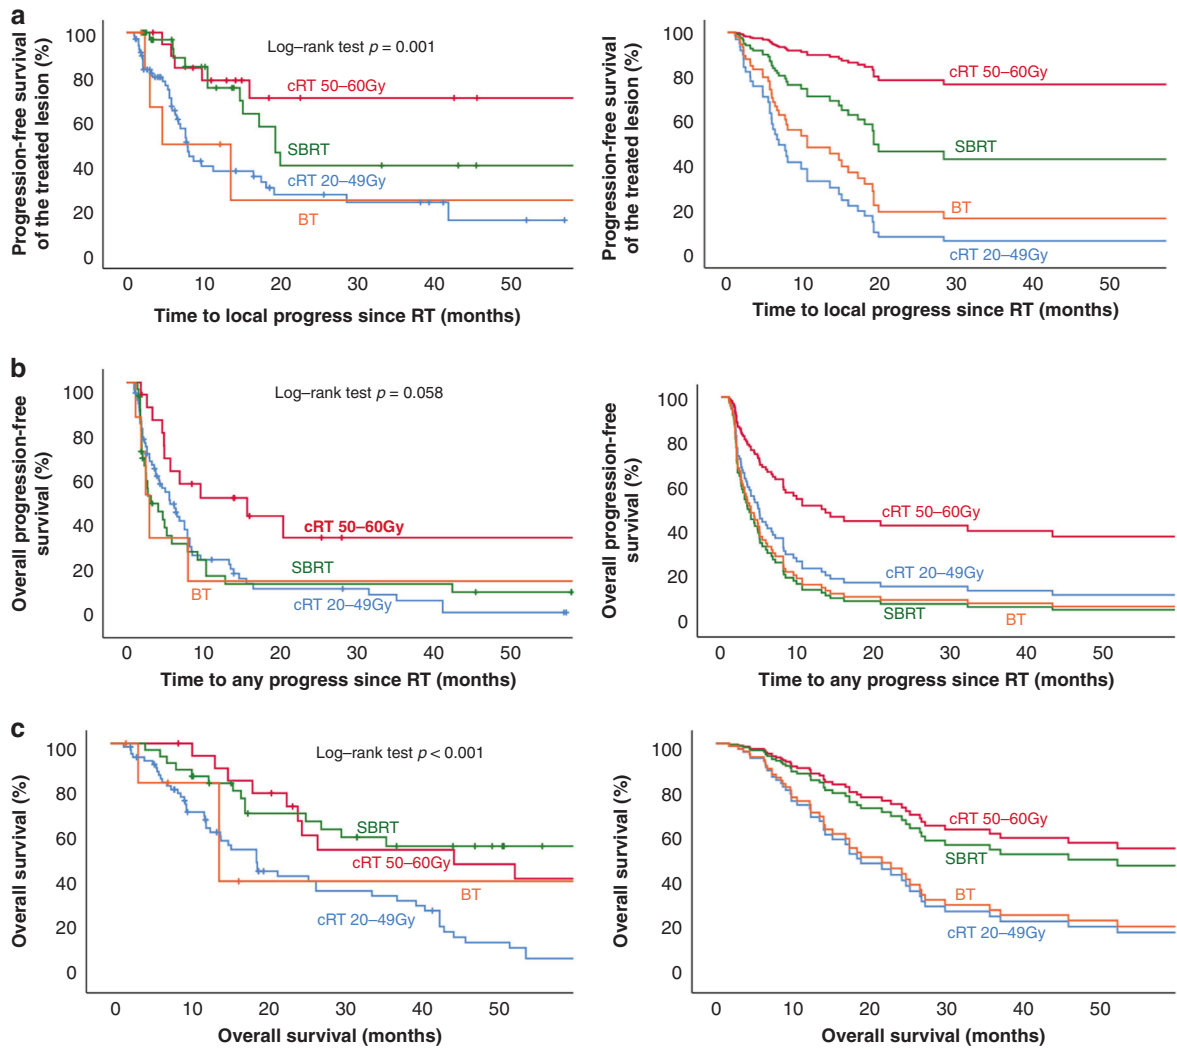 a
Progression-free survival
of the treated lesion (%)
100
80
60
40
20
0
Log–rank test p = 0.001
cRT 50–60Gy
SBRT
cRT 20–49Gy
BT
0 10 20 30 40 50
Time to local progress since RT (months)
Progression-free survival
of the treated lesion (%)
100
80
60
40
20
0
cRT 50–60Gy
SBRT
BT
cRT 20–49Gy
0 10 20 30 40 50
Time to local progress since RT (months)
b
Overall progression-free
survival (%)
100
80
60
40
20
0
Log–rank test p = 0.058
cRT 50–60Gy
SBRT
BT
cRT 20–49Gy
0 10 20 30 40 50
Time to any progress since RT (months)
Overall progression-free
survival (%)
100
80
60
40
20
0
cRT 50–60Gy
cRT 20–49Gy
SBRT
BT
0 10 20 30 40 50
Time to any progress since RT (months)
c
Overall survival (%)
100
80
60
40
20
0
Log–rank test p < 0.001
SBRT
cRT 50–60Gy
BT
cRT 20–49Gy
0 10 20 30 40 50
Overall survival (months)
Overall survival (%)
100
80
60
40
20
0
cRT 50–60Gy
SBRT
BT
cRT 20–49Gy
0 10 20 30 40 50
Overall survival (months)